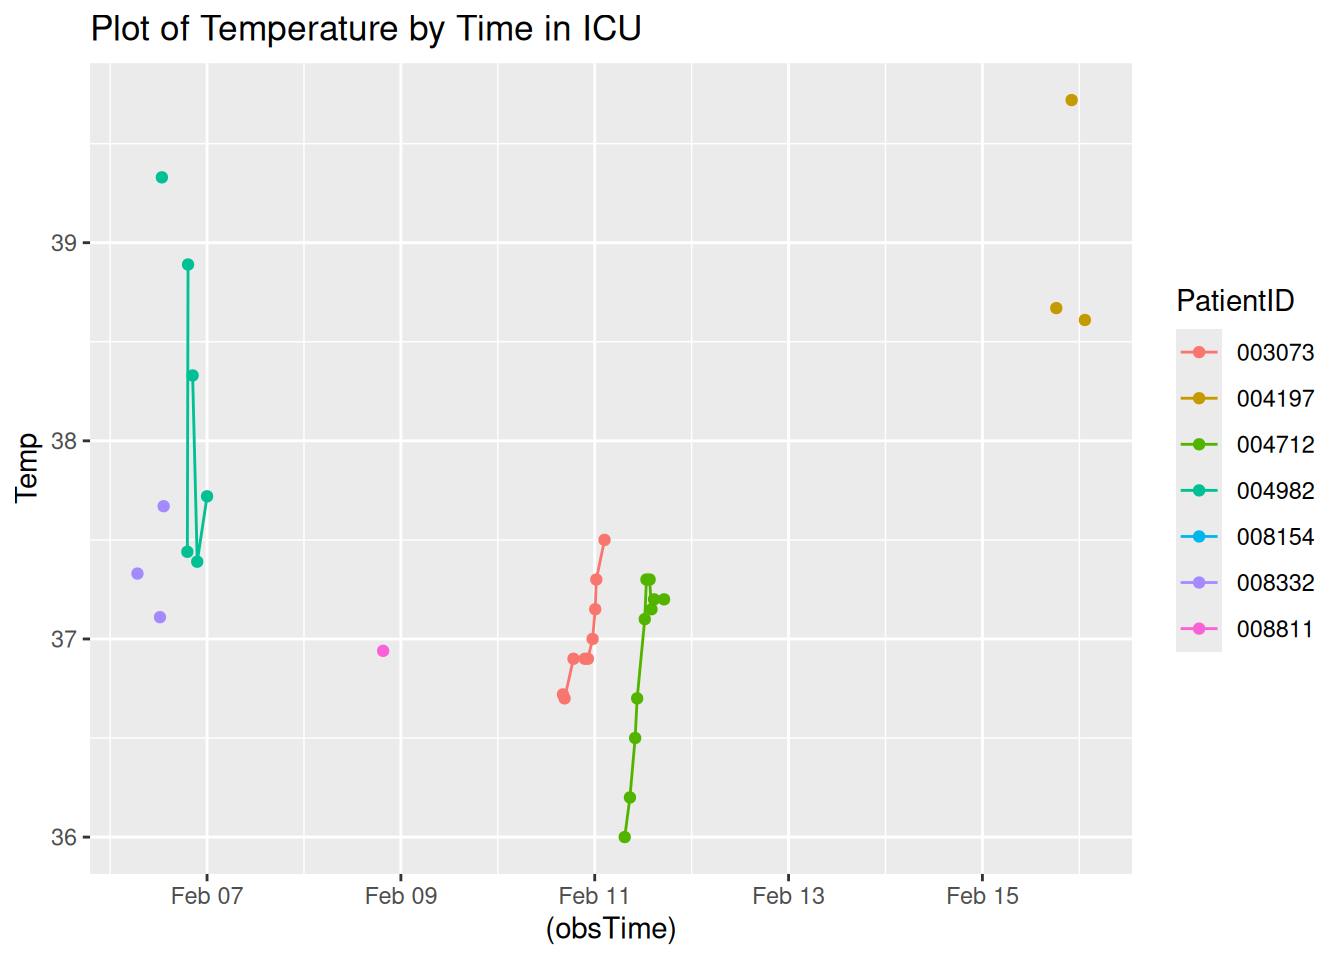 Plot of Temperature by Time in ICU
Temp
39
38
37
36
Feb 07 Feb 09 Feb 11 Feb 13 Feb 15
(obsTime)
PatientID
003073
004197
004712
004982
008154
008332
008811